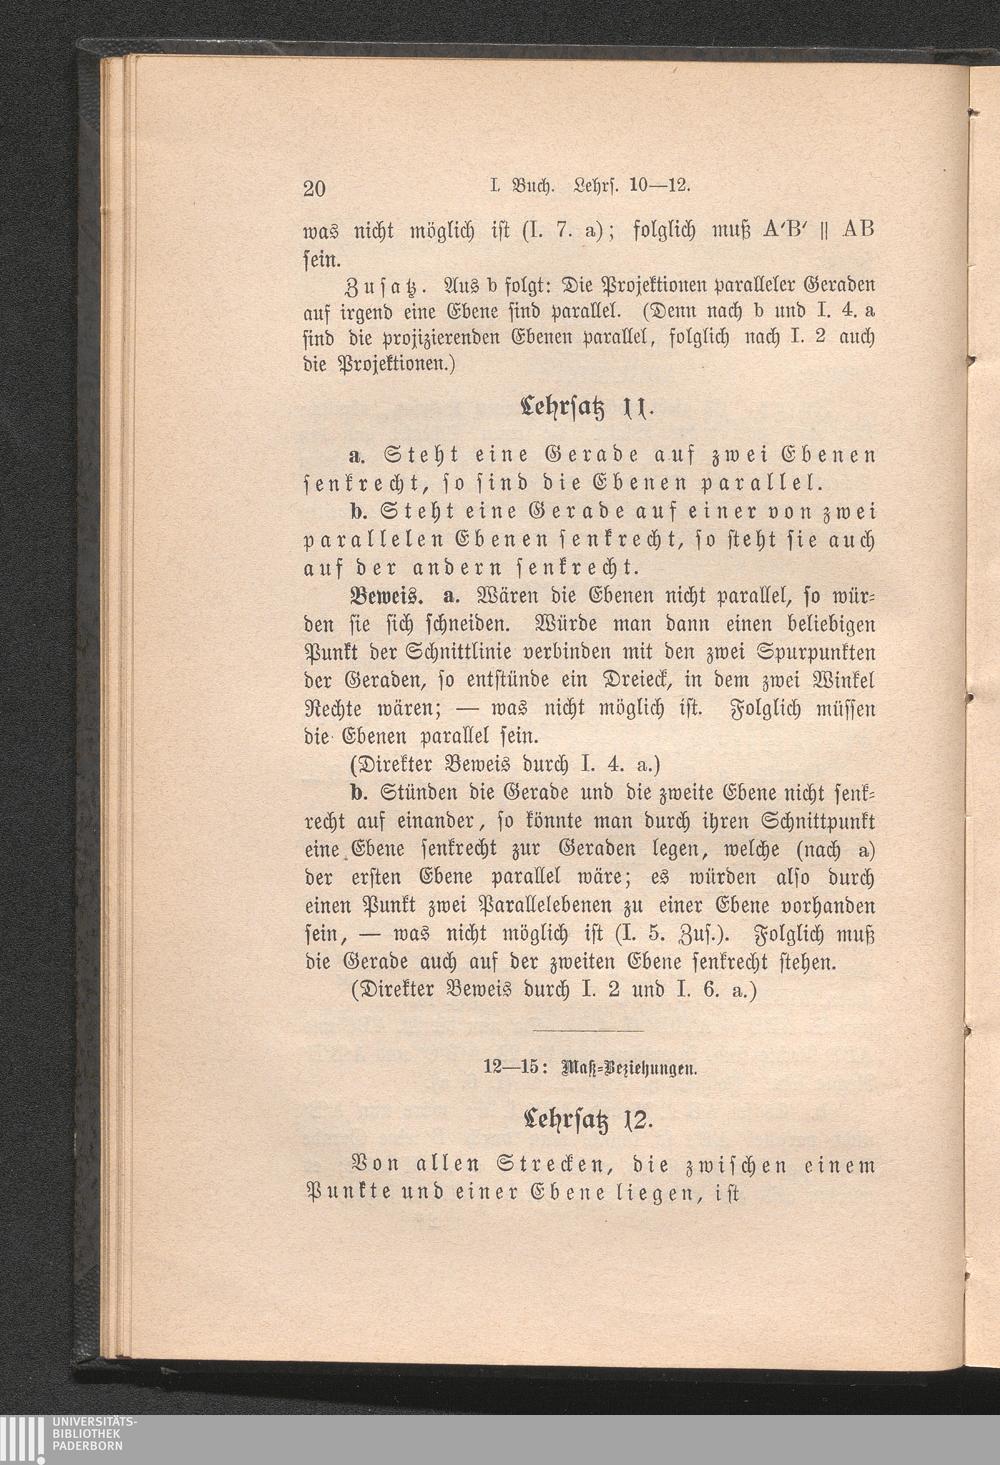 20 I. Buch. Lehrs. 10—12.
was nicht möglich ist (I. 7. a); folglich muß A′B′ || AB
sein.
Zusatz. Aus b folgt: Die Projektionen paralleler Geraden
auf irgend eine Ebene sind parallel. (Denn nach b und I. 4. a
sind die projizierenden Ebenen parallel, folglich nach I. 2 auch
die Projektionen.)
Lehrsatz 11.
a. Steht eine Gerade auf zwei Ebenen
senkrecht, so sind die Ebenen parallel.
b. Steht eine Gerade auf einer von zwei
parallelen Ebenen senkrecht, so steht sie auch
auf der andern senkrecht.
Beweis. a. Wären die Ebenen nicht parallel, so wür-
den sie sich schneiden. Würde man dann einen beliebigen
Punkt der Schnittlinie verbinden mit den zwei Spurpunkten
der Geraden, so entstünde ein Dreieck, in dem zwei Winkel
Rechte wären; — was nicht möglich ist. Folglich müssen
die Ebenen parallel sein.
(Direkter Beweis durch I. 4. a.)
b. Stünden die Gerade und die zweite Ebene nicht senk-
recht auf einander, so könnte man durch ihren Schnittpunkt
eine Ebene senkrecht zur Geraden legen, welche (nach a)
der ersten Ebene parallel wäre; es würden also durch
einen Punkt zwei Parallelebenen zu einer Ebene vorhanden
sein, — was nicht möglich ist (I. 5. Zus.). Folglich muß
die Gerade auch auf der zweiten Ebene senkrecht stehen.
(Direkter Beweis durch I. 2 und I. 6. a.)
12—15: Maß-Beziehungen.
Lehrsatz 12.
Von allen Strecken, die zwischen einem
Punkte und einer Ebene liegen, ist
UNIVERSITÄTS-
BIBLIOTHEK
PADERBORN